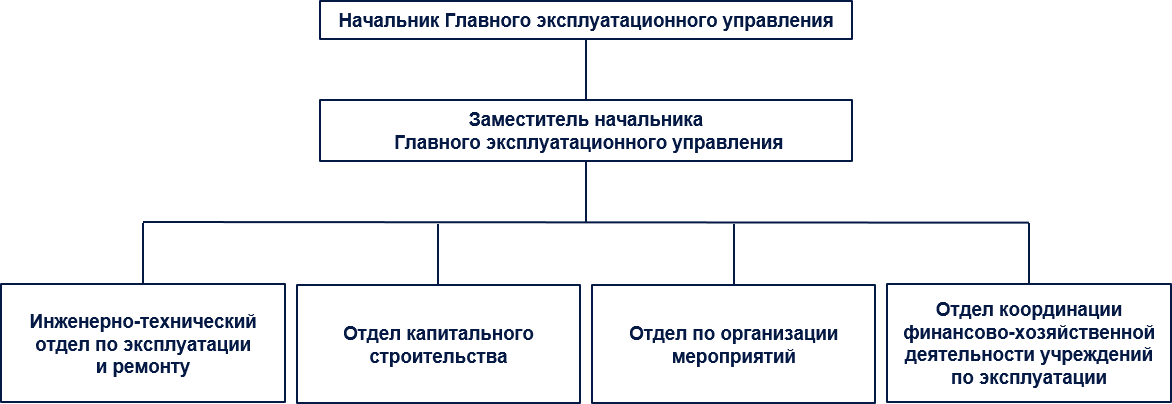 Начальник Главного эксплуатационного управления
Заместитель начальника
Главного эксплуатационного управления
Инженерно-технический
отдел по эксплуатации
и ремонту
Отдел капитального
строительства
Отдел по организации
мероприятий
Отдел координации
финансово-хозяйственной
деятельности учреждений
по эксплуатации